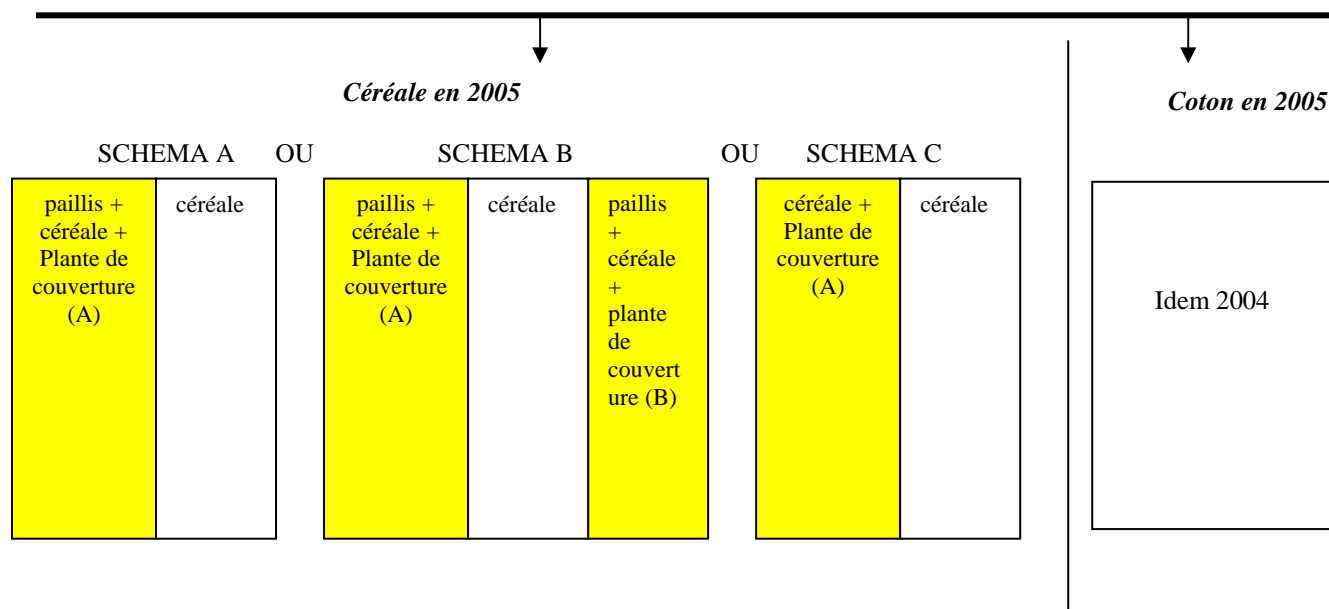 Céréale en 2005
Coton en 2005
SCHEMA A OU SCHEMA B OU SCHEMA C
paillis +
céréale +
Plante de
couverture
(A)
céréale
paillis +
céréale +
Plante de
couverture
(A)
céréale
paillis
+
céréale
+
plante
de
couvert
ure (B)
céréale +
Plante de
couverture
(A)
céréale
Idem 2004